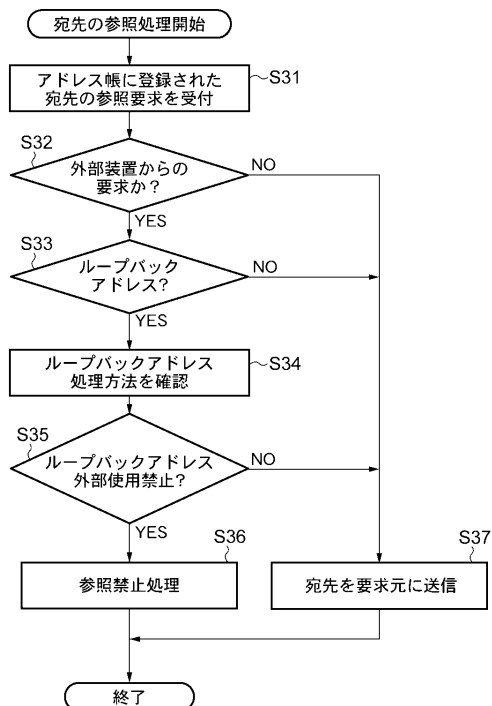 宛先の参照処理開始
アドレス帳に登録された
宛先の参照要求を受付
S31
S32
外部装置からの
要求か？
NO
YES
S33
ループバック
アドレス?
NO
YES
ループバックアドレス
処理方法を確認
S34
S35
ループバックアドレス
外部使用禁止?
NO
YES
S36
参照禁止処理
S37
宛先を要求元に送信
終了